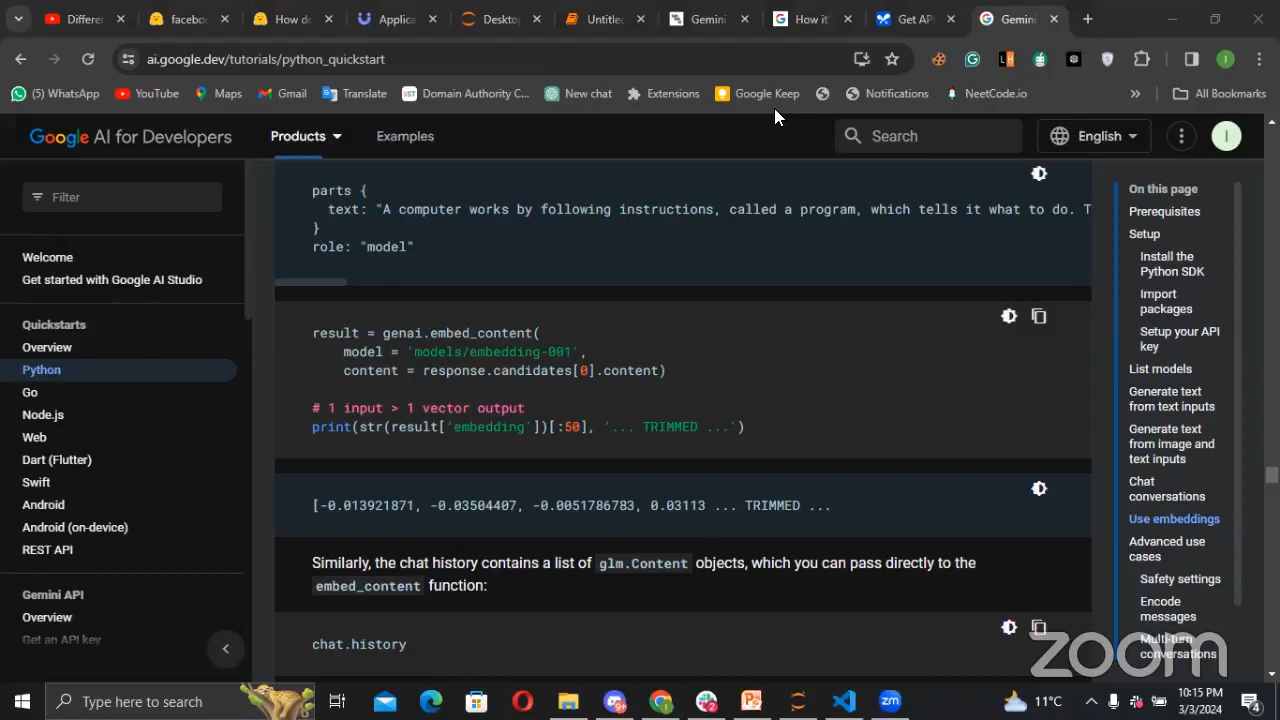 Differer
facebo
How do
Applica
Deskto
Untitle
Gemini
How it'
Get API
Gemini
ai.google.dev/tutorials/python_quickstart
(5) WhatsApp
YouTube
Maps
Gmail
Translate
Domain Authority C...
New chat
Extensions
Google Keep
Notifications
NeetCode.io
All Bookmarks
Google AI for Developers
Products
Examples
Search
English
I
Filter
Welcome
Get started with Google AI Studio
Quickstarts
Overview
Python
Go
Node.js
Web
Dart (Flutter)
Swift
Android
Android (on-device)
REST API
Gemini API
Overview
Get an API key
parts {
text: "A computer works by following instructions, called a program, which tells it what to do. T
}
role: "model"
result = genai.embed_content(
model = 'models/embedding-001',
content = response.candidates[0].content)
# 1 input > 1 vector output
print(str(result['embedding'])[:50], '... TRIMMED ...')
[-0.013921871, -0.03504407, -0.0051786783, 0.03113 ... TRIMMED ...
Similarly, the chat history contains a list of glm.Content objects, which you can pass directly to the
embed_content function:
chat.history
On this page
Prerequisites
Setup
Install the
Python SDK
Import
packages
Setup your API
key
List models
Generate text
from text inputs
Generate text
from image and
text inputs
Chat
conversations
Use embeddings
Advanced use
cases
Safety settings
Encode
messages
Multi-turn
conversations
zoom
Type here to search
11°C
10:15 PM
3/3/2024